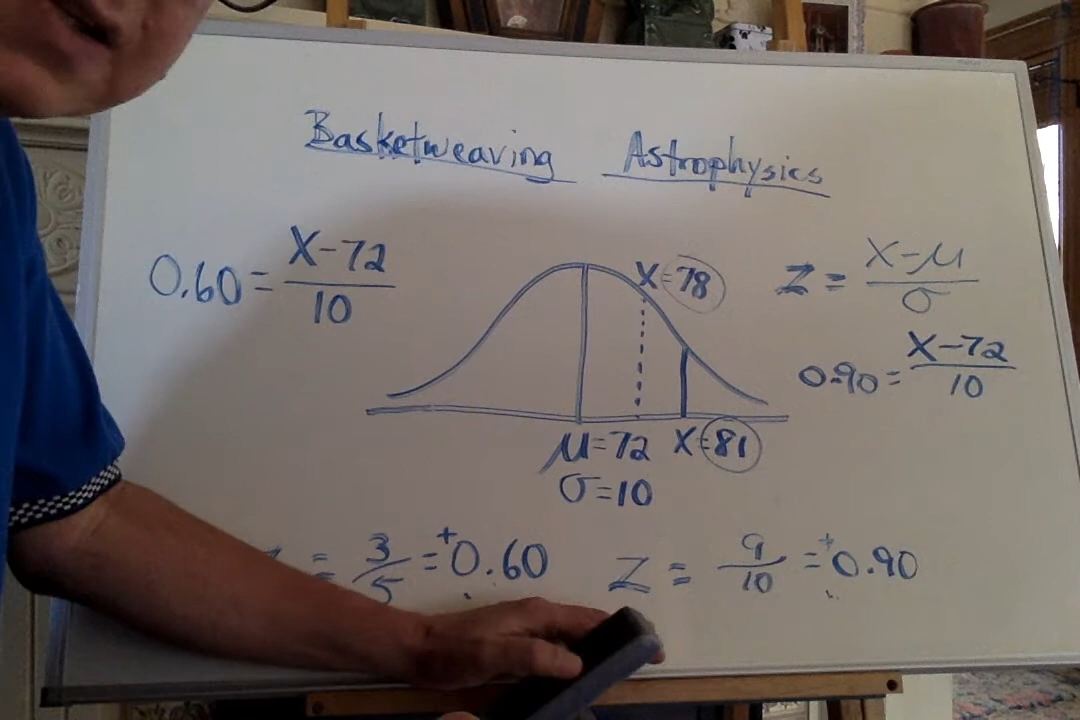 Basketweaving Astrophysics
0.60 = X-72 / 10
X=78
Z = X-μ / σ
0.90 = X-72 / 10
μ=72 X=81
σ=10
= 3/5 = +0.60 Z = 9/10 = +0.90